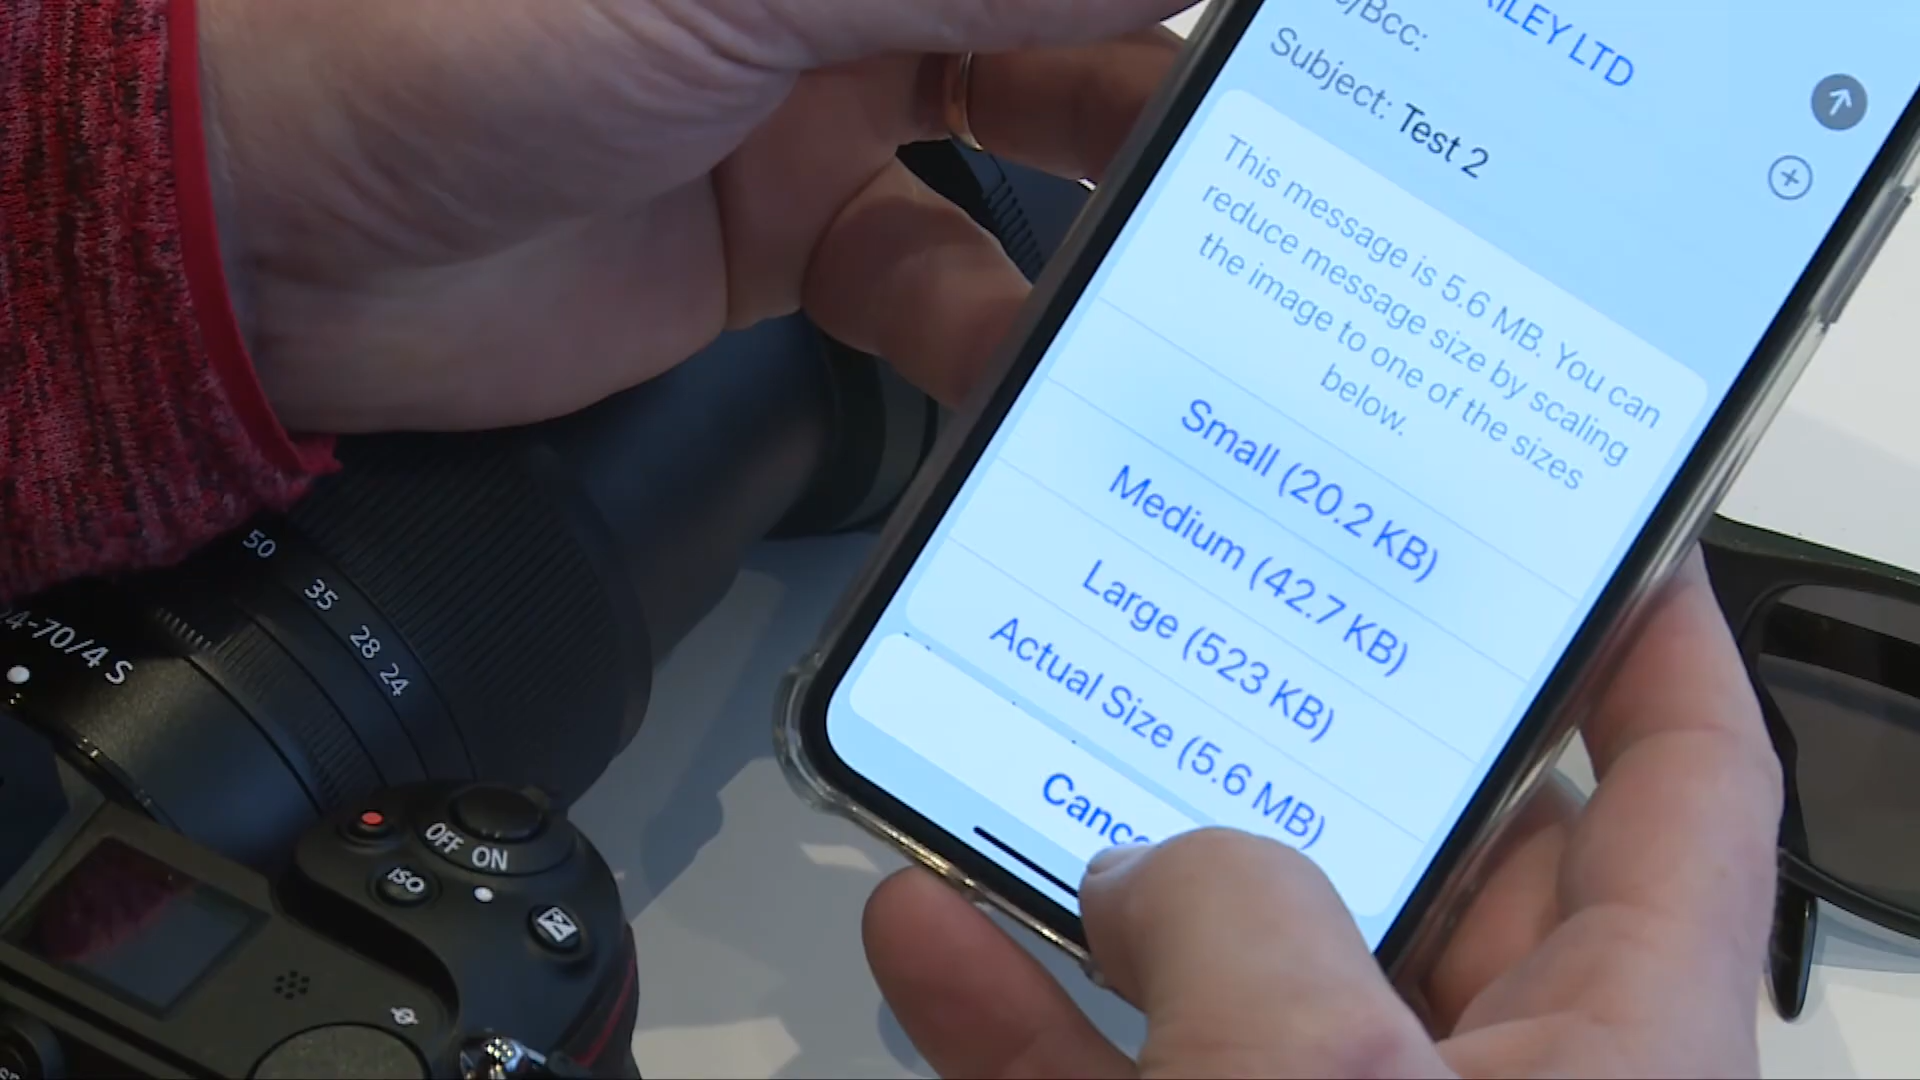 LTD
Subject: Test 2
This message is 5.6 MB. You can
reduce message size by scaling
the image to one of the sizes
below.
Small (20.2 KB)
Medium (42.7 KB)
Large (523 KB)
Actual Size (5.6 MB)
50
35
28
24
4-70/4 S
OFF ON
ISO